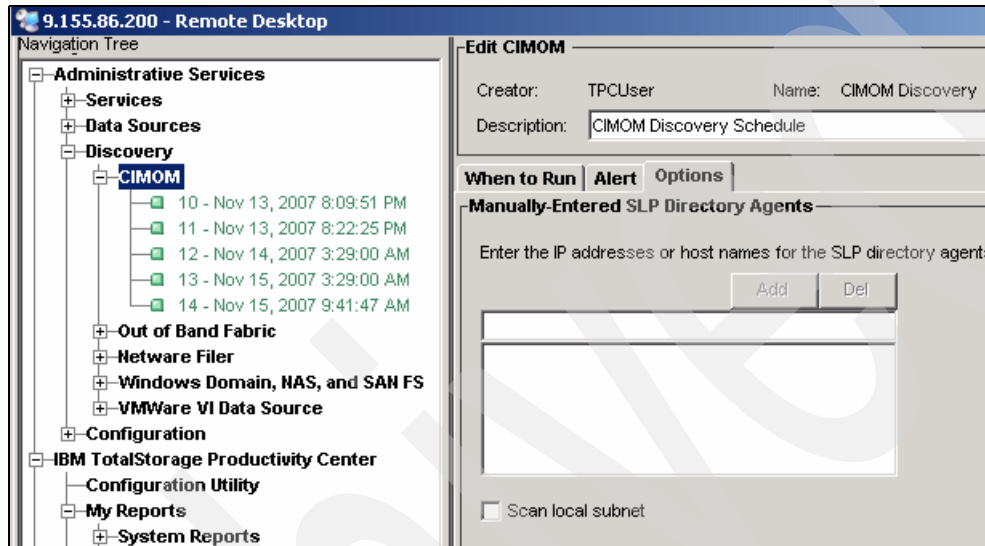 9.155.86.200 - Remote Desktop
Navigation Tree
Administrative Services
Services
Data Sources
Discovery
CIMOM
10 - Nov 13, 2007 8:09:51 PM
11 - Nov 13, 2007 8:22:25 PM
12 - Nov 14, 2007 3:29:00 AM
13 - Nov 15, 2007 3:29:00 AM
14 - Nov 15, 2007 9:41:47 AM
Out of Band Fabric
Netware Filer
Windows Domain, NAS, and SAN FS
VMWare VI Data Source
Configuration
IBM TotalStorage Productivity Center
Configuration Utility
My Reports
System Reports
Edit CIMOM
Creator: TPCUser Name: CIMOM Discovery
Description: CIMOM Discovery Schedule
When to Run Alert Options
Manually-Entered SLP Directory Agents
Enter the IP addresses or host names for the SLP directory agents
Add Del
Scan local subnet